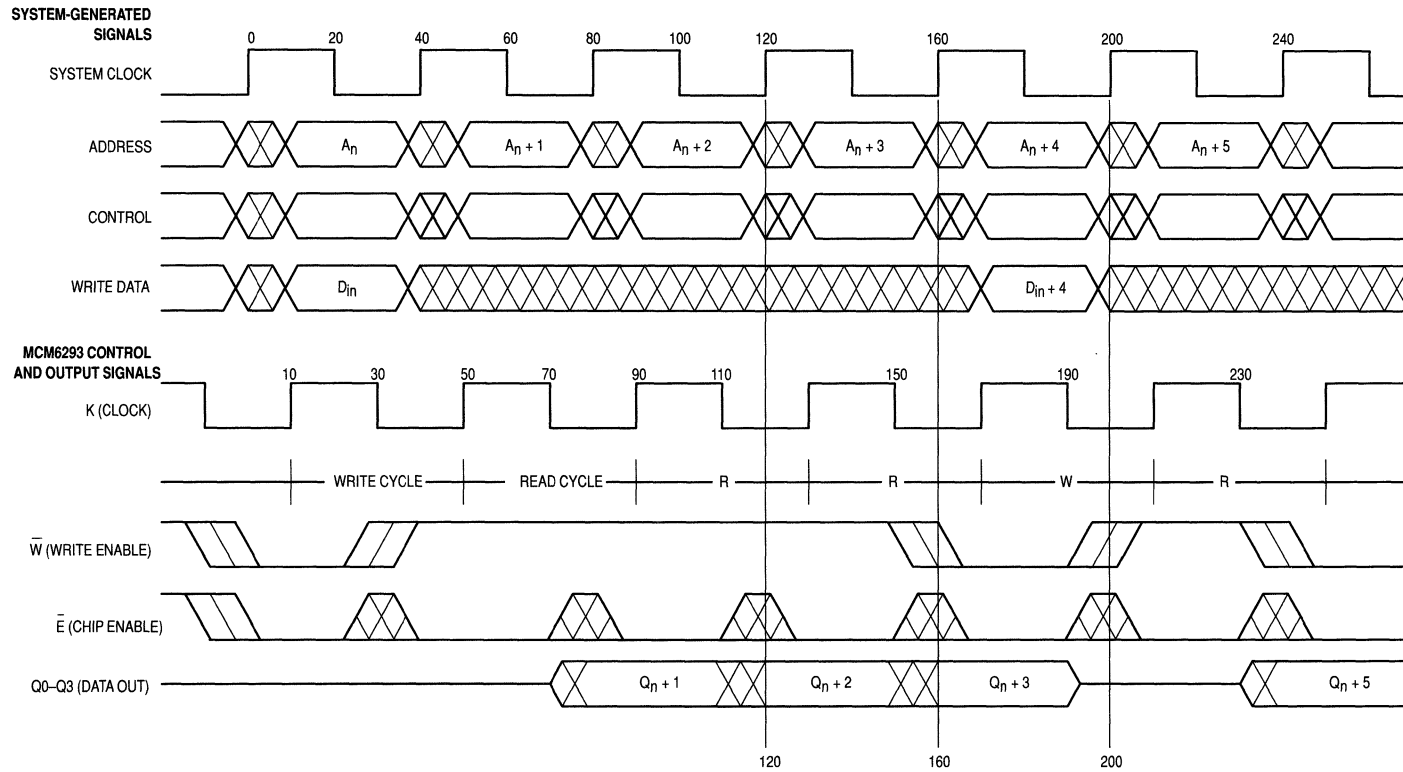 SYSTEM-GENERATED
SIGNALS
0 20 40 60 80 100 120 160 200 240
SYSTEM CLOCK
ADDRESS An An + 1 An + 2 An + 3 An + 4 An + 5
CONTROL
WRITE DATA Din Din + 4
MCM6293 CONTROL
AND OUTPUT SIGNALS
10 30 50 70 90 110 150 190 230
K (CLOCK)
WRITE CYCLE READ CYCLE R R W R
W̅ (WRITE ENABLE)
E̅ (CHIP ENABLE)
Q0–Q3 (DATA OUT) Qn + 1 Qn + 2 Qn + 3 Qn + 5
120 160 200